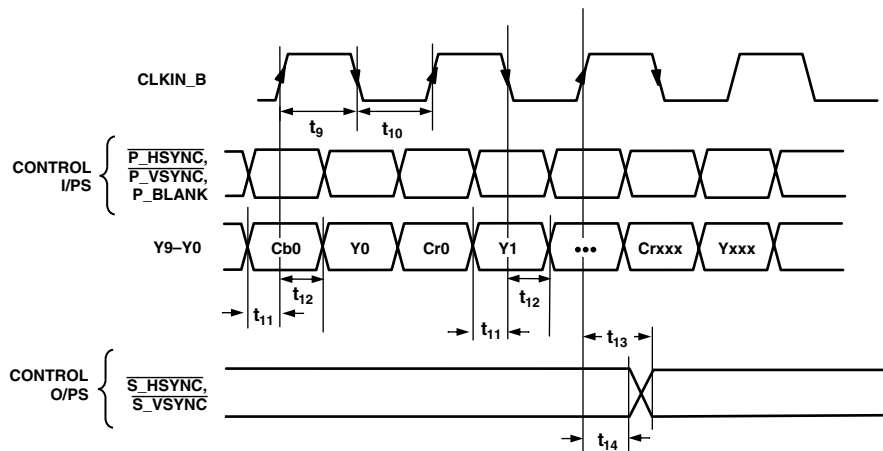 CLKIN_B
t9
t10
CONTROL
I/PS
P_HSYNC,
P_VSYNC,
P_BLANK
Y9–Y0
Cb0
Y0
Cr0
Y1
•••
Crxxx
Yxxx
t12
t12
t11
t11
t13
CONTROL
O/PS
S_HSYNC,
S_VSYNC
t14